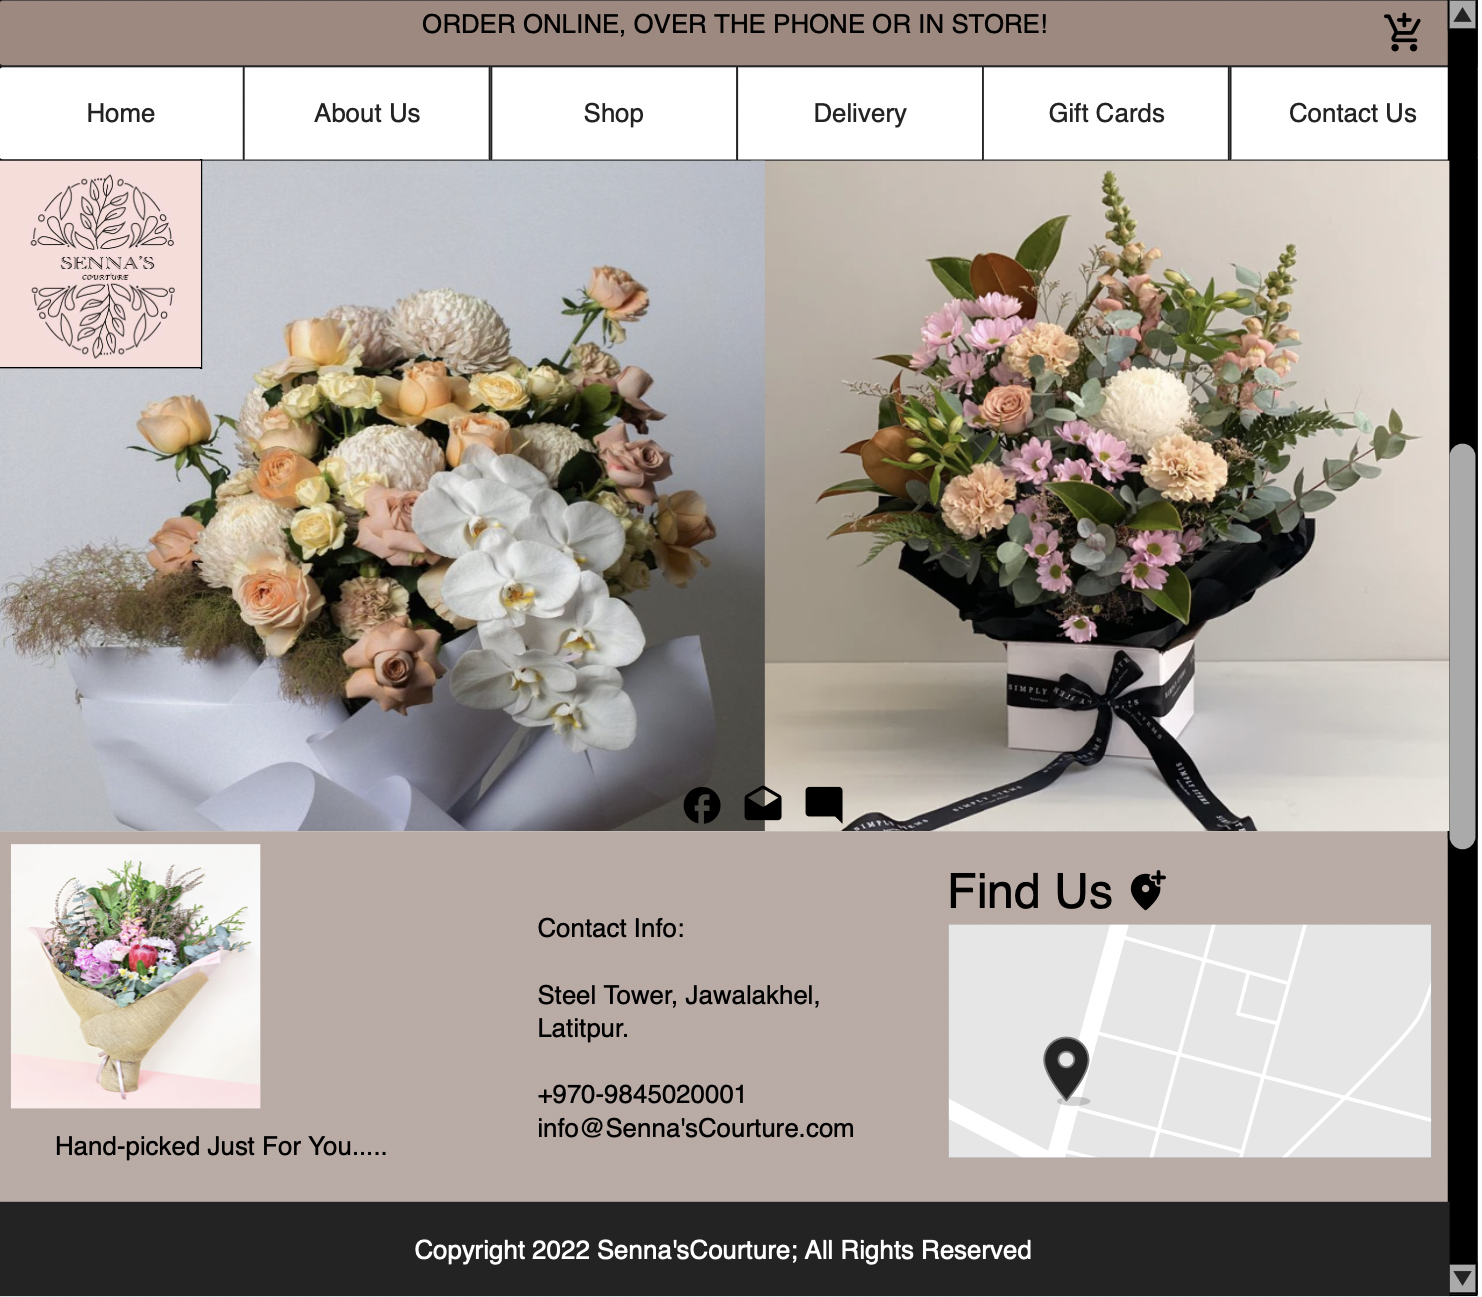 ORDER ONLINE, OVER THE PHONE OR IN STORE!
Home
About Us
Shop
Delivery
Gift Cards
Contact Us
SENNA'S
COURTURE
SIMPLY
Find Us
Contact Info:
Steel Tower, Jawalakhel,
Latitpur.
+970-9845020001
info@Senna'sCourture.com
Hand-picked Just For You.....
Copyright 2022 Senna'sCourture; All Rights Reserved